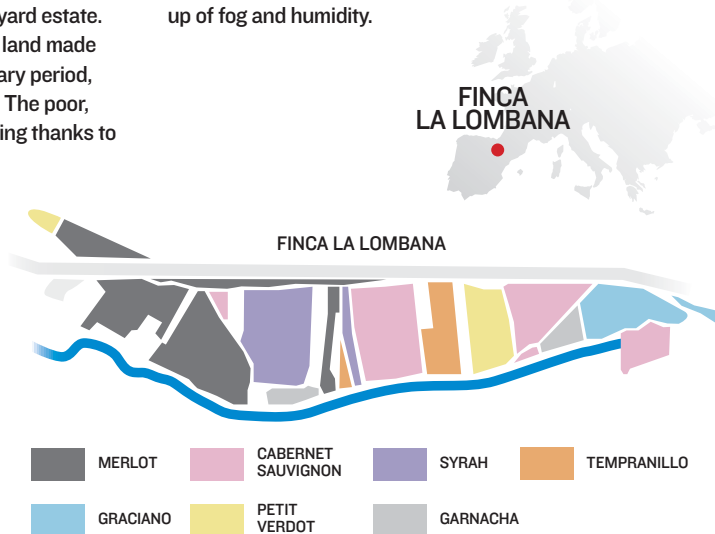 yard estate.
land made
ary period,
The poor,
ing thanks to
up of fog and humidity.
FINCA
LA LOMBANA
FINCA LA LOMBANA
MERLOT
CABERNET
SAUVIGNON
SYRAH
TEMPRANILLO
GRACIANO
PETIT
VERDOT
GARNACHA